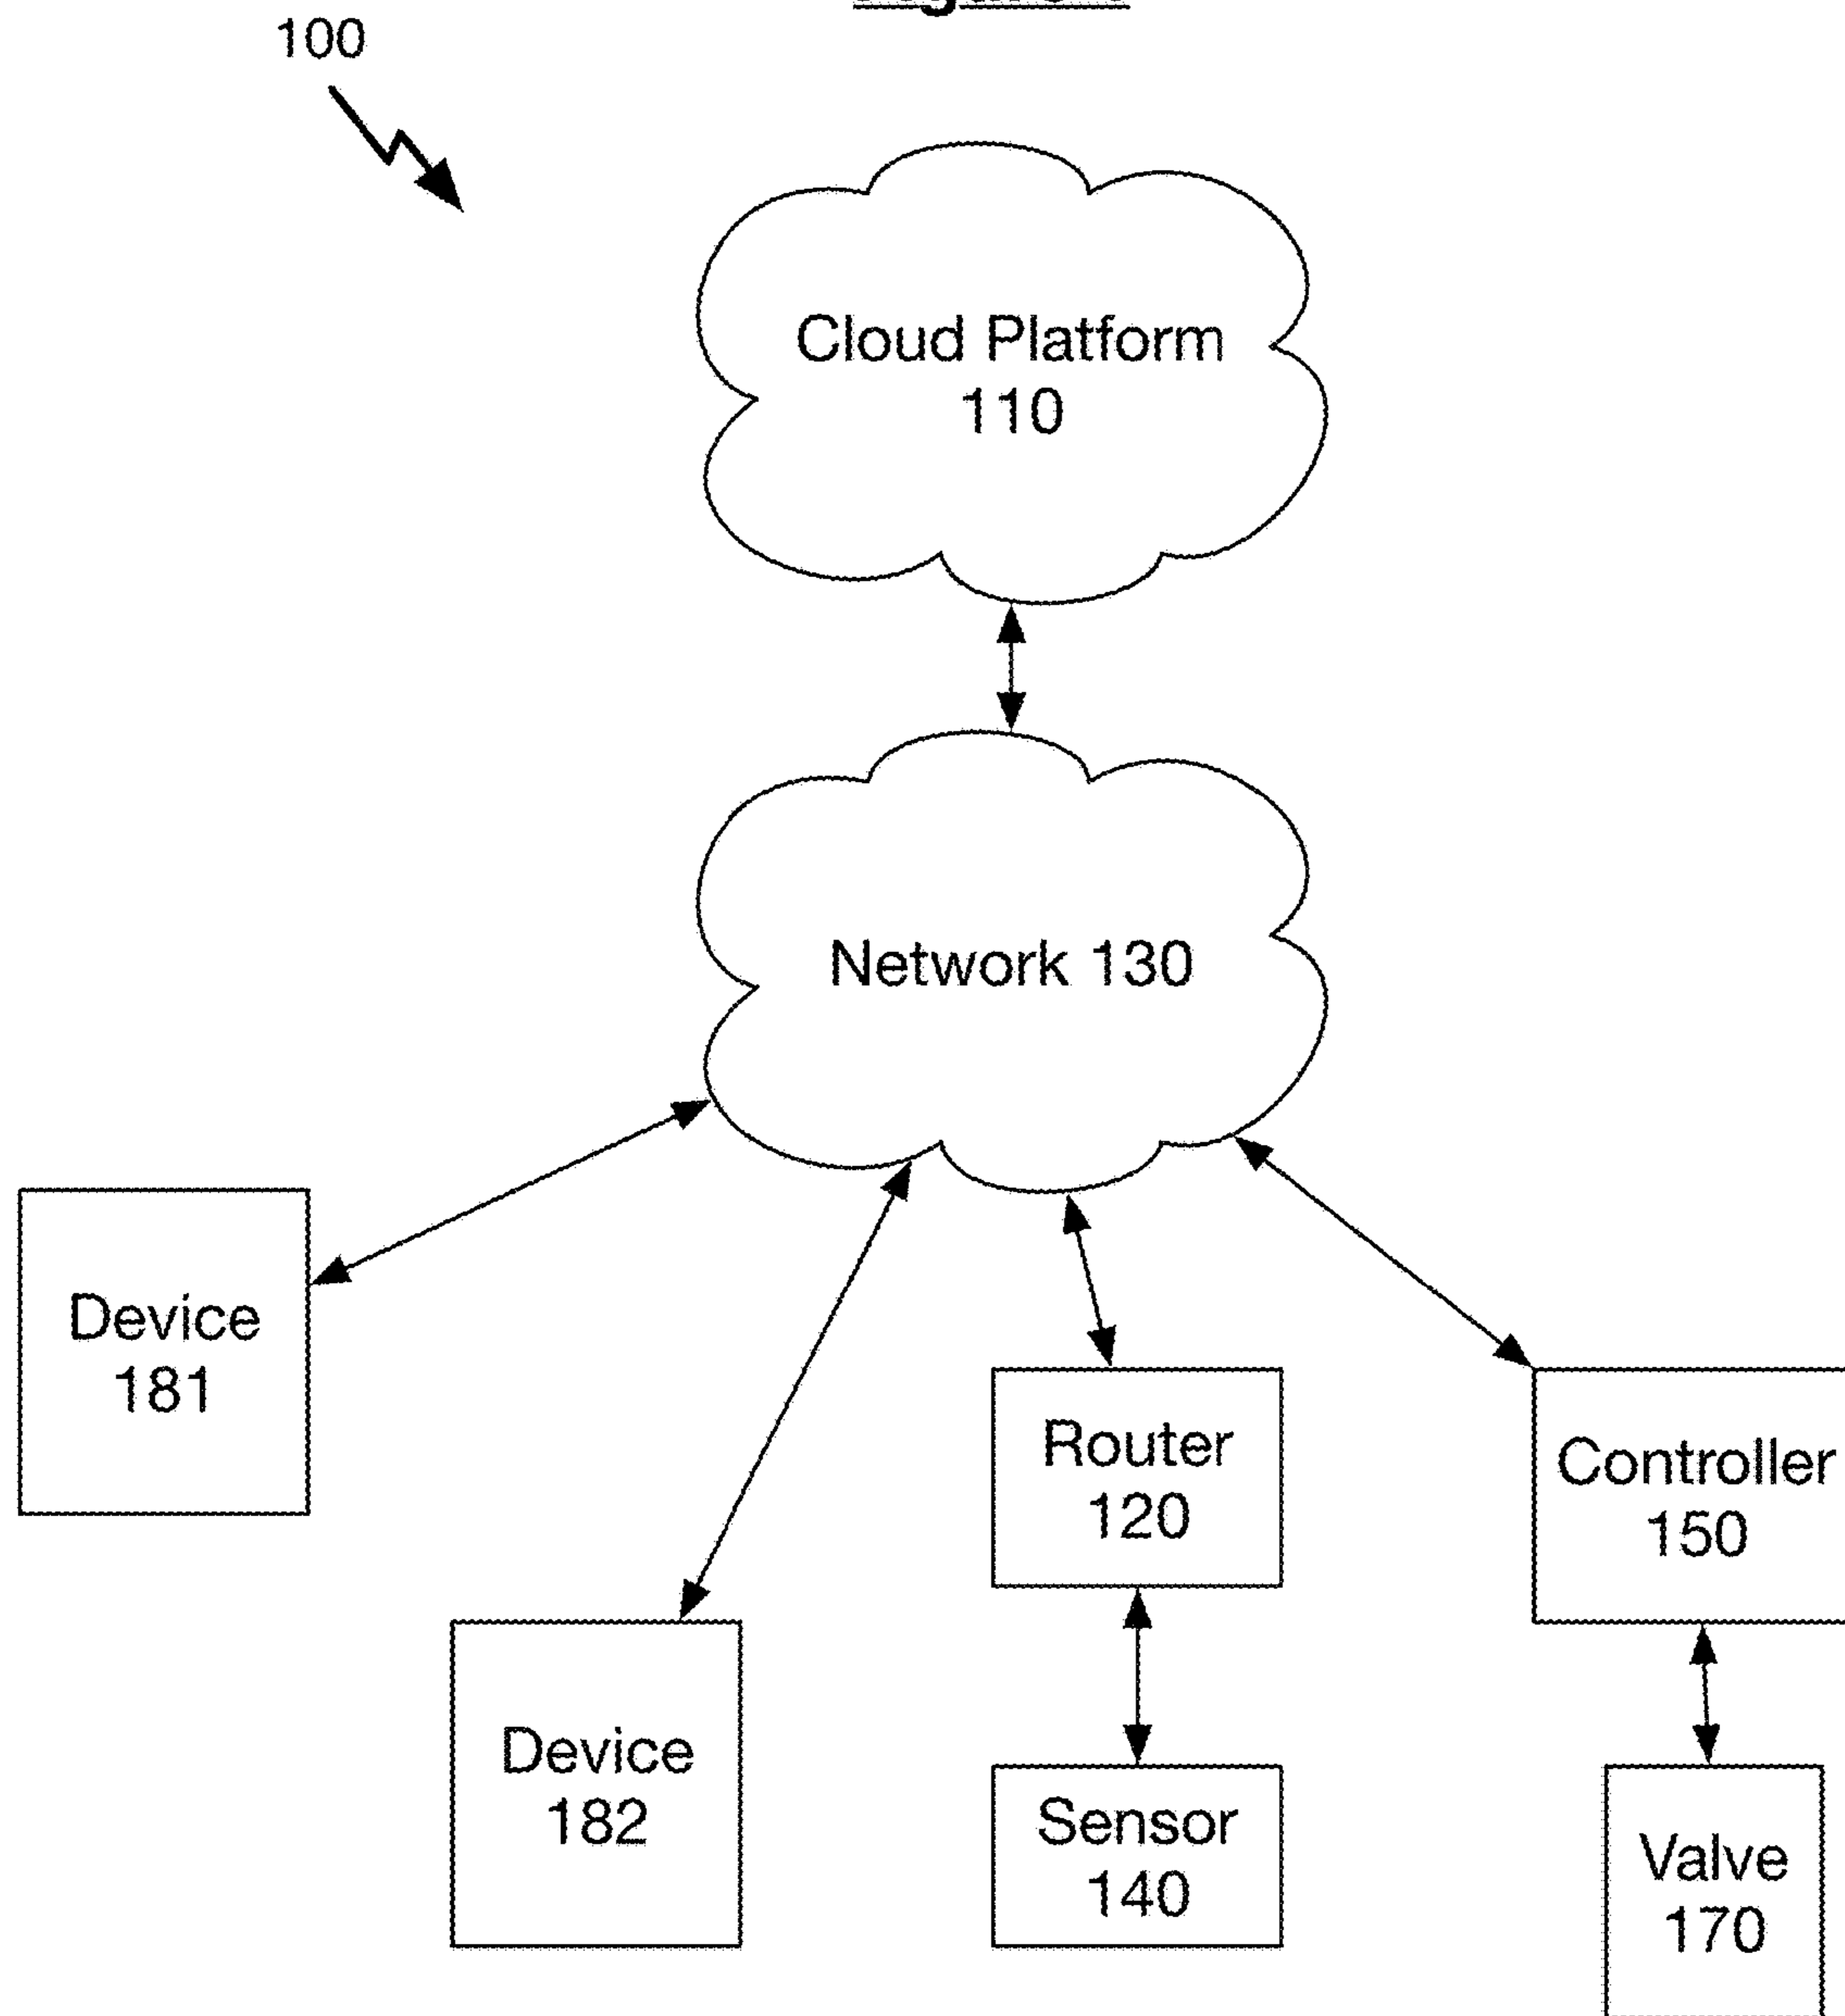 100
Cloud Platform
110
Network 130
Device
181
Router
120
Controller
150
Device
182
Sensor
140
Valve
170